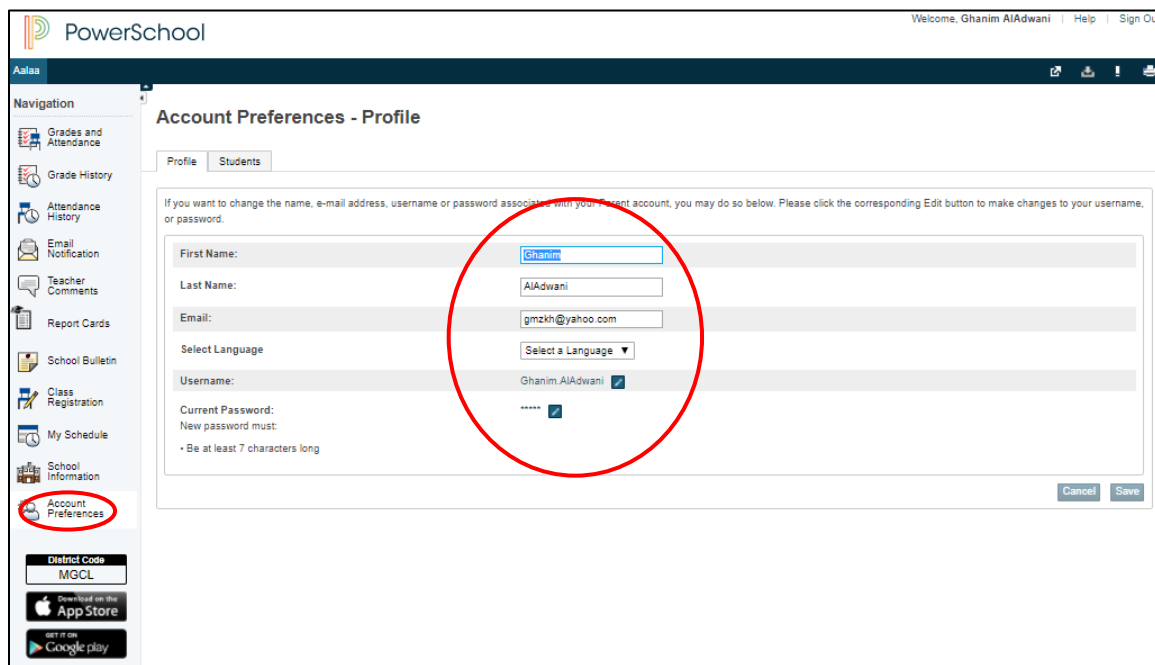 PowerSchool
Welcome, Ghanim AlAdwani | Help | Sign Ou
Aalaa
Navigation
Grades and
Attendance
Grade History
Attendance
History
Email
Notification
Teacher
Comments
Report Cards
School Bulletin
Class
Registration
My Schedule
School
Information
Account
Preferences
District Code
MGCL
Download on the
App Store
GET IT ON
Google play
Account Preferences - Profile
Profile
Students
If you want to change the name, e-mail address, username or password associated with your Parent account, you may do so below. Please click the corresponding Edit button to make changes to your username,
or password.
First Name: Ghanim
Last Name: AlAdwani
Email: gmzkh@yahoo.com
Select Language Select a Language ▼
Username: Ghanim.AlAdwani
Current Password: *****
New password must:
• Be at least 7 characters long
Cancel Save